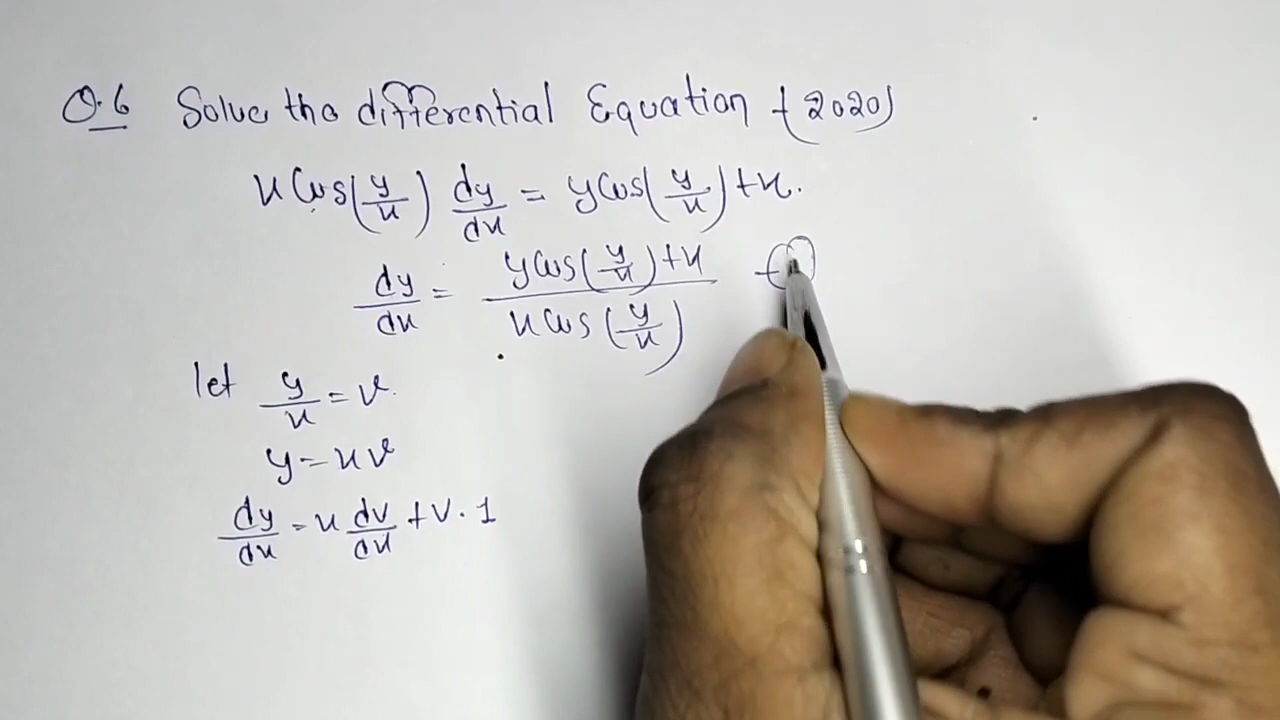 Q.6 Solve the differential Equation (2020)
x Cos(y/x) dy/dx = y Cos(y/x) + x.
dy/dx = y Cos(y/x) + x / x Cos(y/x)
let y/x = v.
y = xv
dy/dx = x dv/dx + v . 1